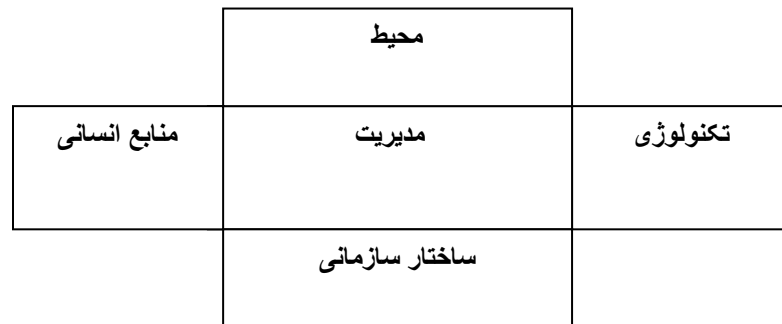 محیط
تکنولوژی
مدیریت
منابع انسانی
ساختار سازمانی